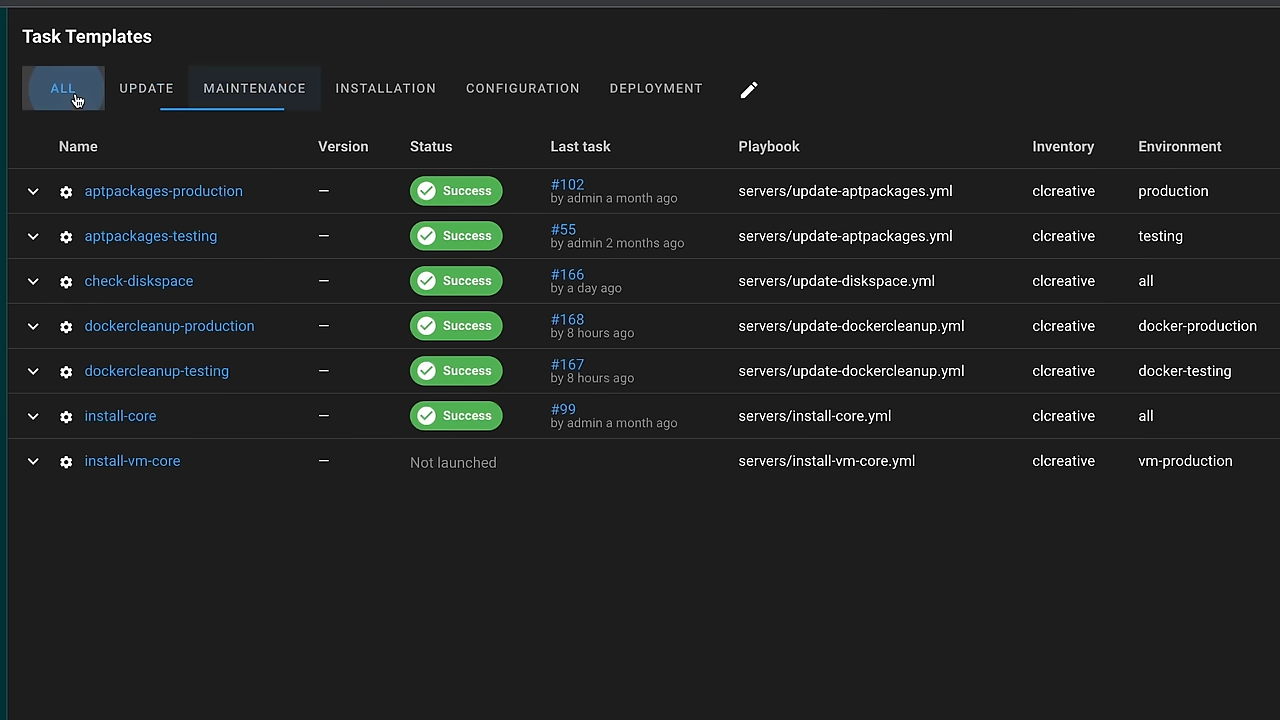 Task Templates
ALL UPDATE MAINTENANCE INSTALLATION CONFIGURATION DEPLOYMENT
Name Version Status Last task Playbook Inventory Environment
aptpackages-production — Success #102 by admin a month ago servers/update-aptpackages.yml clcreative production
aptpackages-testing — Success #55 by admin 2 months ago servers/update-aptpackages.yml clcreative testing
check-diskspace — Success #166 by a day ago servers/update-diskspace.yml clcreative all
dockercleanup-production — Success #168 by 8 hours ago servers/update-dockercleanup.yml clcreative docker-production
dockercleanup-testing — Success #167 by 8 hours ago servers/update-dockercleanup.yml clcreative docker-testing
install-core — Success #99 by admin a month ago servers/install-core.yml clcreative all
install-vm-core — Not launched servers/install-vm-core.yml clcreative vm-production